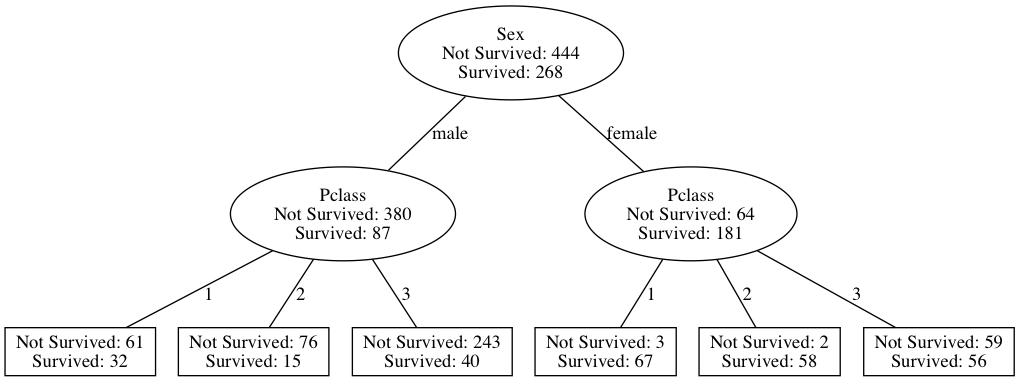 Sex
Not Survived: 444
Survived: 268
male
female
Pclass
Not Survived: 380
Survived: 87
Pclass
Not Survived: 64
Survived: 181
1
2
3
1
2
3
Not Survived: 61
Survived: 32
Not Survived: 76
Survived: 15
Not Survived: 243
Survived: 40
Not Survived: 3
Survived: 67
Not Survived: 2
Survived: 58
Not Survived: 59
Survived: 56